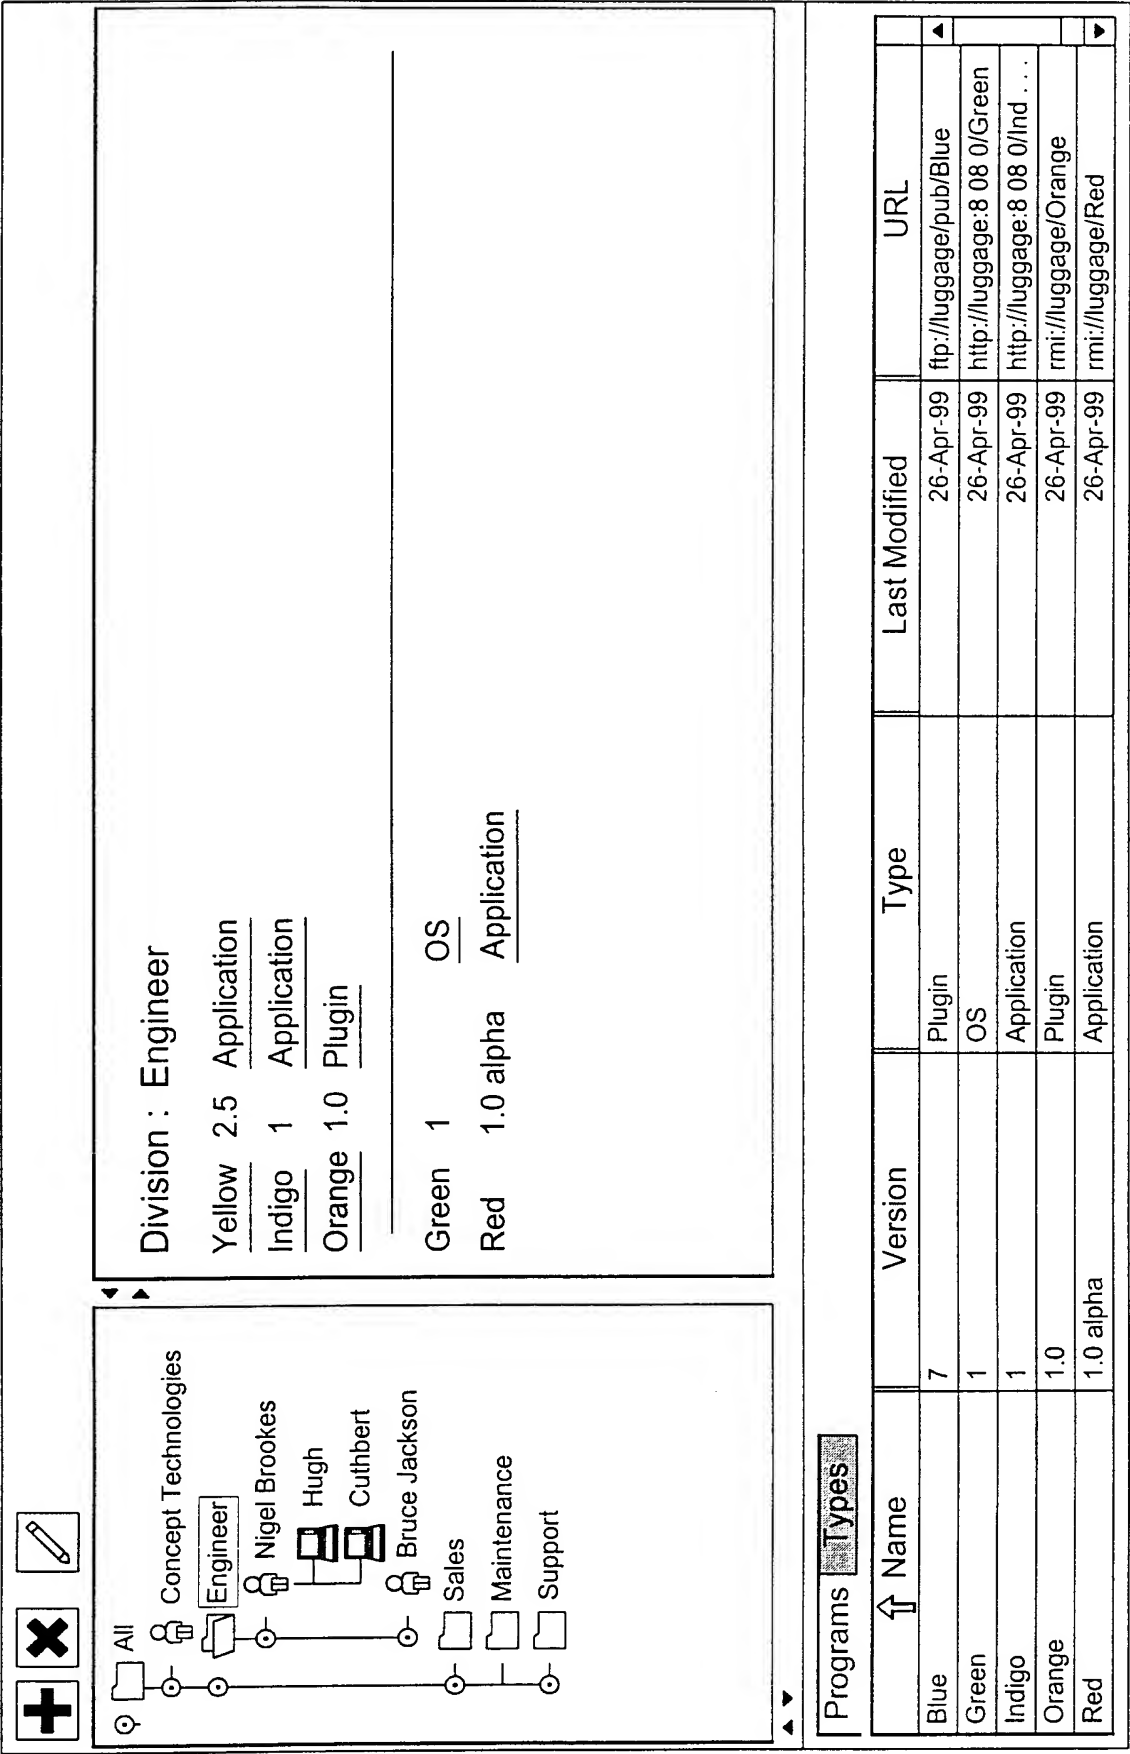 All
Concept Technologies
Engineer
Nigel Brookes
Hugh
Cuthbert
Bruce Jackson
Sales
Maintenance
Support
Division : Engineer
Yellow 2.5 Application
Indigo 1 Application
Orange 1.0 Plugin
Green 1 OS
Red 1.0 alpha Application
Programs Types
Name Version Type Last Modified URL
Blue 7 Plugin 26-Apr-99 ftp://luggage/pub/Blue
Green 1 OS 26-Apr-99 http://luggage:8 08 0/Green
Indigo 1 Application 26-Apr-99 http://luggage:8 08 0/Ind . . .
Orange 1.0 Plugin 26-Apr-99 rmi://luggage/Orange
Red 1.0 alpha Application 26-Apr-99 rmi://luggage/Red